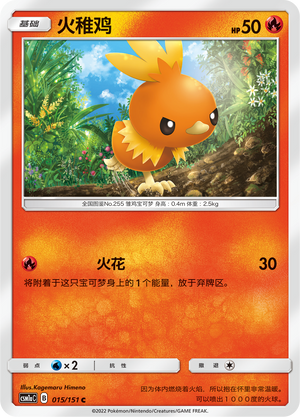 基础 火稚鸡 HP 50
全国图鉴No.255 雏鸡宝可梦 身高：0.4m 体重：2.5kg
火花 30
将附着于这只宝可梦身上的1个能量，放于弃牌区。
弱点 ×2 抗性 撤退
Illus.Kagemaru Himeno
CSM1aC B 015/151 C
因为体内燃烧着火焰，所以抱在怀里非常温暖。
可以喷出１０００度的火球。
©2022 Pokémon/Nintendo/Creatures/GAME FREAK.